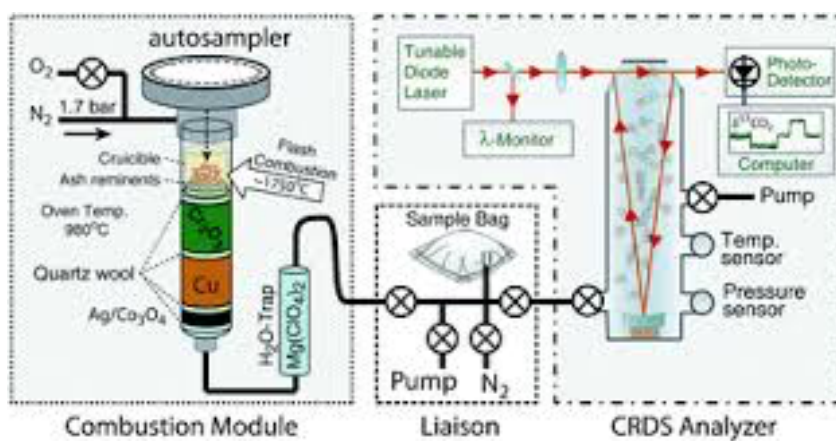 autosampler
O₂
N₂ 1.7 bar
Cruicible
Ash reminents
Flash
Combustion
~1750°C
Oven Temp.
980°C
Cr₂O₃
Quartz wool
Cu
Ag/Co₃O₄
H₂O-Trap
Mg(ClO₄)₂
Combustion Module
Sample Bag
Pump
N₂
Liaison
Tunable
Diode
Laser
λ-Monitor
Photo-
Detector
Computer
Pump
Temp.
sensor
Pressure
sensor
CRDS Analyzer